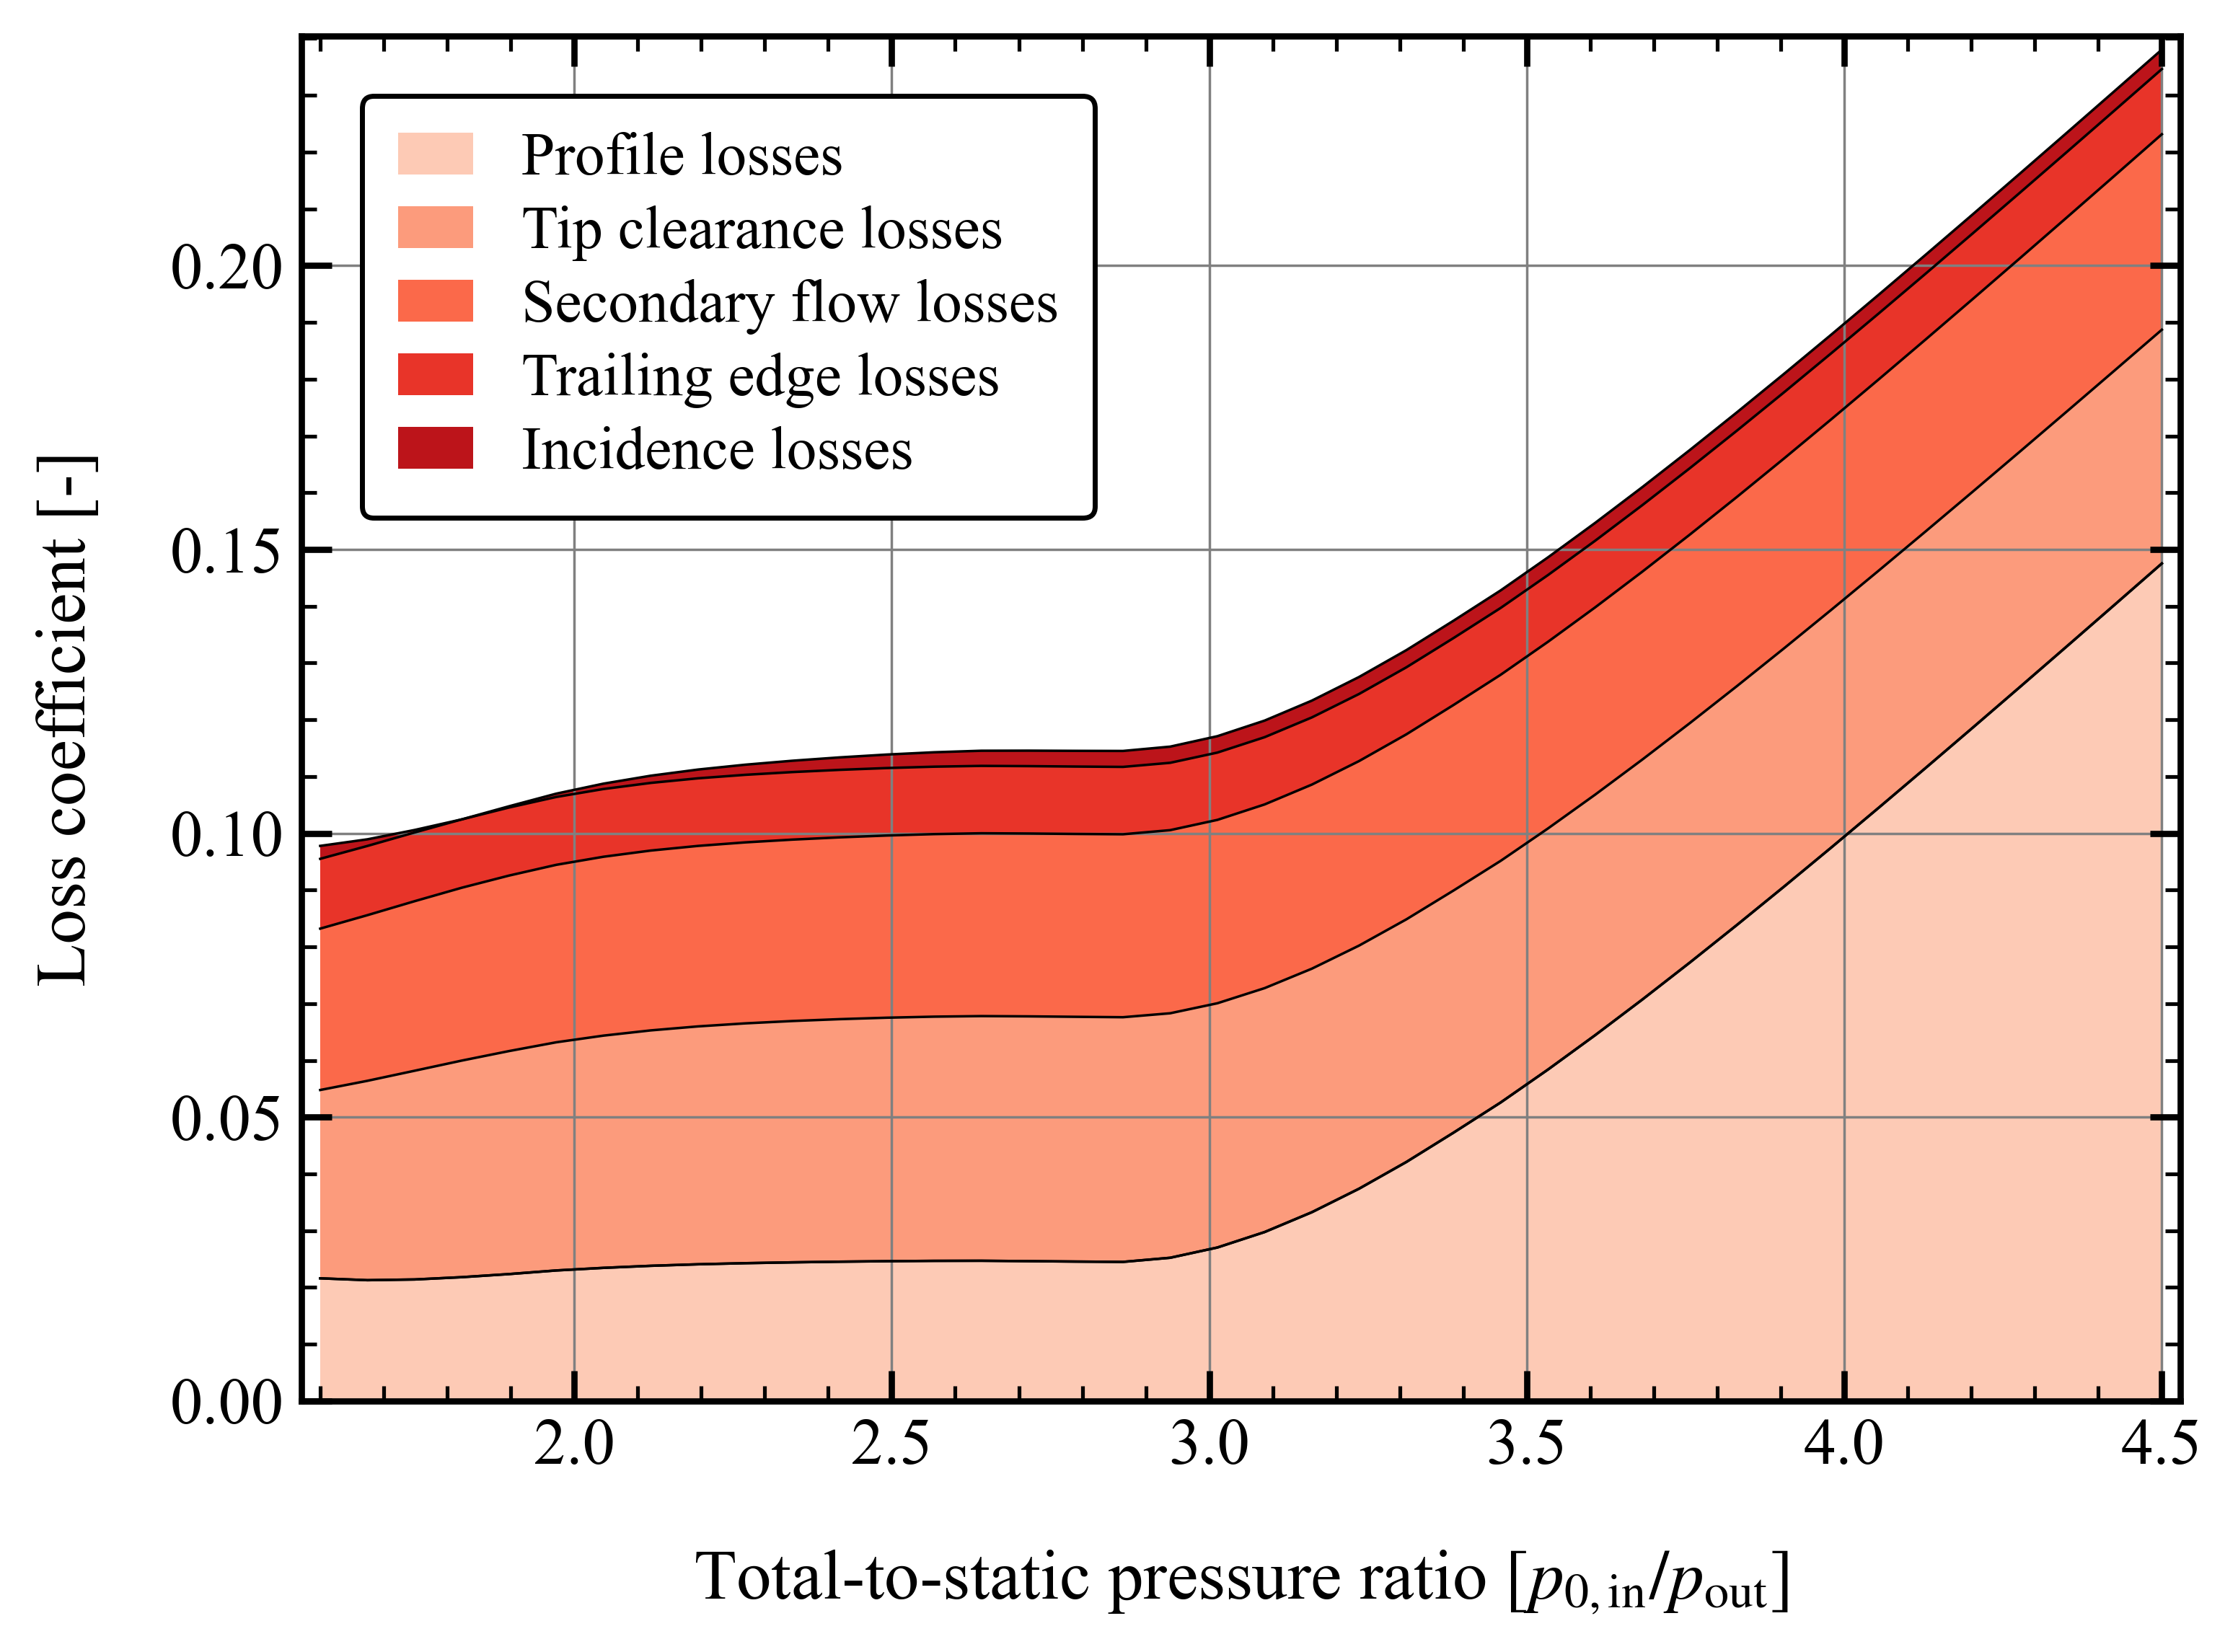 Profile losses
Tip clearance losses
Secondary flow losses
Trailing edge losses
Incidence losses
Loss coefficient [-]
0.20
0.15
0.10
0.05
0.00
2.0 2.5 3.0 3.5 4.0 4.5
Total-to-static pressure ratio [p0, in/pout]